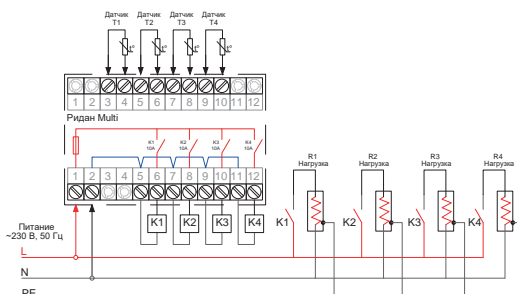 Датчик Датчик Датчик Датчик
T1 T2 T3 T4
1 2 3 4 5 6 7 8 9 10 11 12
Ридан Multi
K1 K2 K3 K4
10A 10A 10A 10A
1 2 3 4 5 6 7 8 9 10 11 12
R1 R2 R3 R4
Нагрузка Нагрузка Нагрузка Нагрузка
K1 K2 K3 K4
K1 K2 K3 K4
Питание
~230 В, 50 Гц
L
N
PE